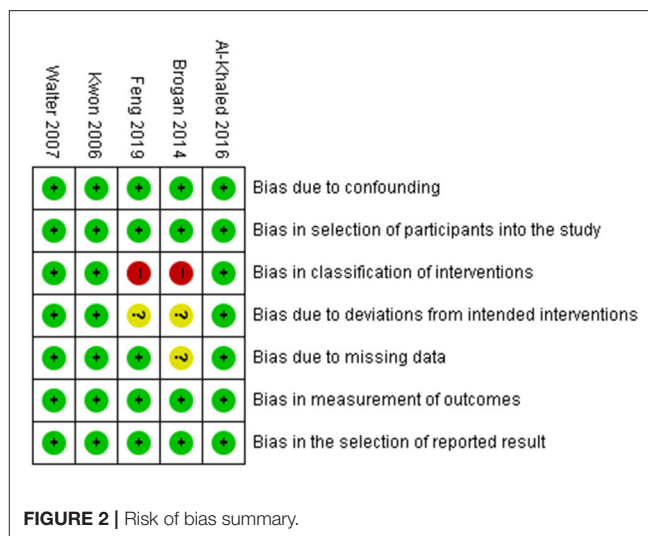 Walter 2007
Kwon 2006
Feng 2019
Brogan 2014
Al-Khaled 2016
+ + + + + Bias due to confounding
+ + + + + Bias in selection of participants into the study
+ + − − + Bias in classification of interventions
+ + ? ? + Bias due to deviations from intended interventions
+ + + ? + Bias due to missing data
+ + + + + Bias in measurement of outcomes
+ + + + + Bias in the selection of reported result
FIGURE 2 | Risk of bias summary.